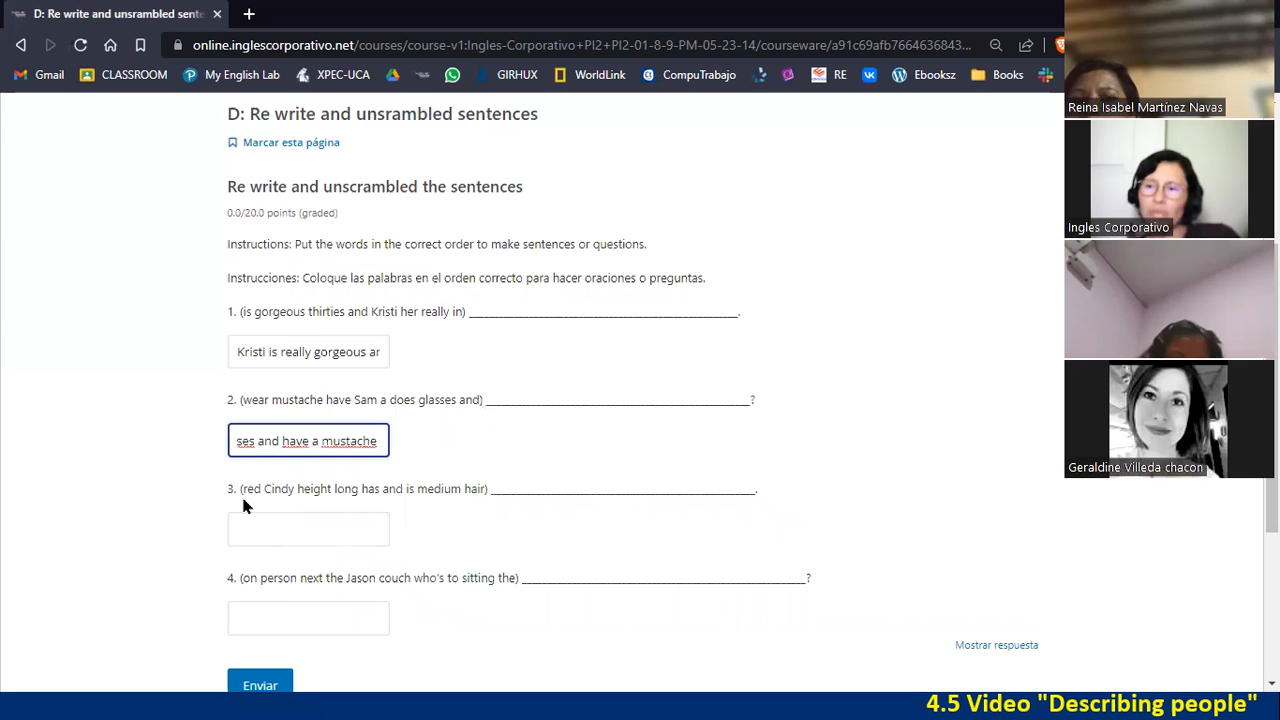 D: Re write and unsrambled sente
online.inglescorporativo.net/courses/course-v1:Ingles-Corporativo+PI2+PI2-01-8-9-PM-05-23-14/courseware/a91c69afb7664636843...
Gmail CLASSROOM My English Lab XPEC-UCA GIRHUX WorldLink CompuTrabajo RE Ebooksz Books
D: Re write and unsrambled sentences
Marcar esta página
Re write and unscrambled the sentences
0.0/20.0 points (graded)
Instructions: Put the words in the correct order to make sentences or questions.
Instrucciones: Coloque las palabras en el orden correcto para hacer oraciones o preguntas.
1. (is gorgeous thirties and Kristi her really in) ________________________________________.
Kristi is really gorgeous ar
2. (wear mustache have Sam a does glasses and) ________________________________________?
ses and have a mustache
3. (red Cindy height long has and is medium hair) ________________________________________.
4. (on person next the Jason couch who's to sitting the) ___________________________________________?
Mostrar respuesta
Enviar
Reina Isabel Martínez Navas
Ingles Corporativo
Geraldine Villeda chacon
4.5 Video "Describing people"